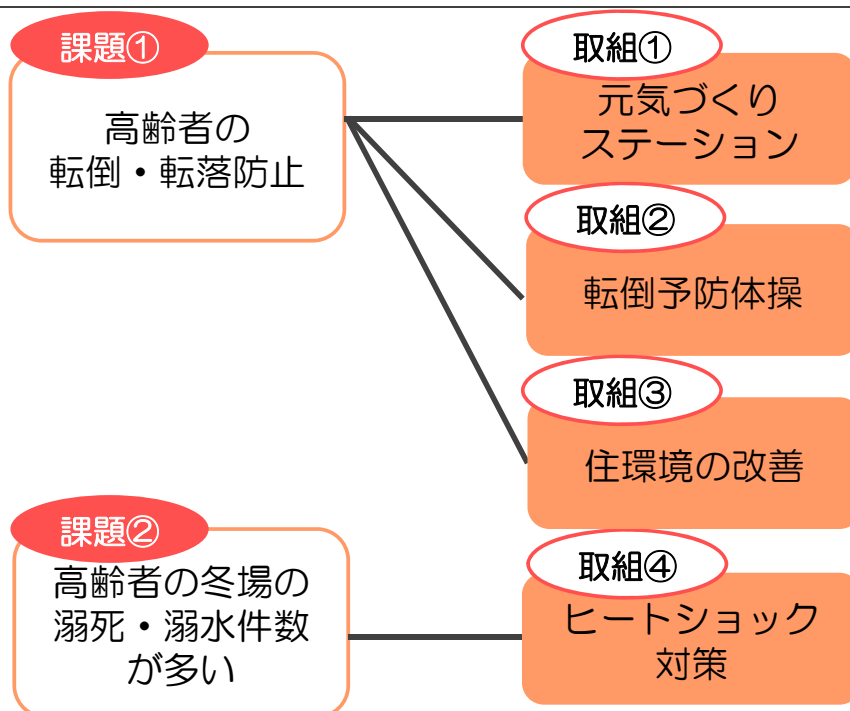 課題①
高齢者の
転倒・転落防止
取組①
元気づくり
ステーション
取組②
転倒予防体操
取組③
住環境の改善
課題②
高齢者の冬場の
溺死・溺水件数
が多い
取組④
ヒートショック
対策